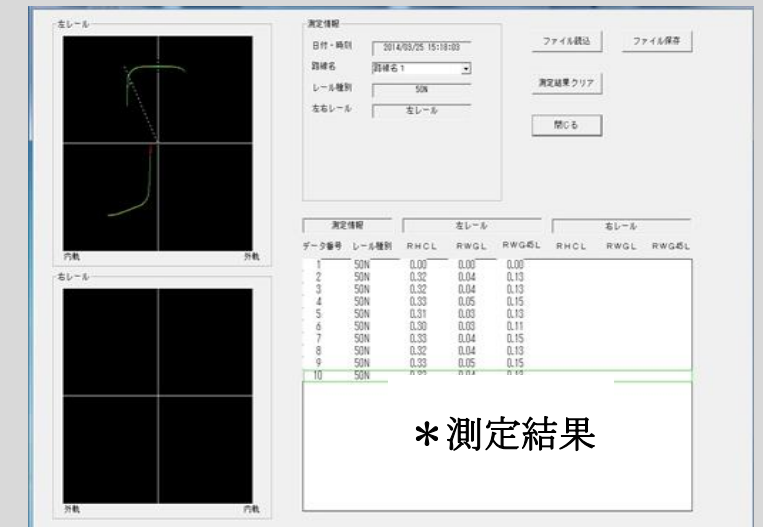 左レール
内軌 外軌
右レール
外軌 内軌
測定情報
日付・時刻 2014/03/25 15:18:03
路線名 路線名1
レール種別 50N
左右レール 左レール
ファイル読込 ファイル保存
測定結果クリア
閉じる
測定情報 左レール 右レール
データ番号 レール種別 RHCL RWGL RWG45L RHCL RWGL RWG45L
1 50N 0.00 0.00 0.00
2 50N 0.32 0.04 0.13
3 50N 0.32 0.04 0.13
4 50N 0.33 0.05 0.15
5 50N 0.31 0.03 0.13
6 50N 0.30 0.03 0.11
7 50N 0.33 0.04 0.15
8 50N 0.32 0.04 0.13
9 50N 0.33 0.05 0.15
10 50N
*測定結果